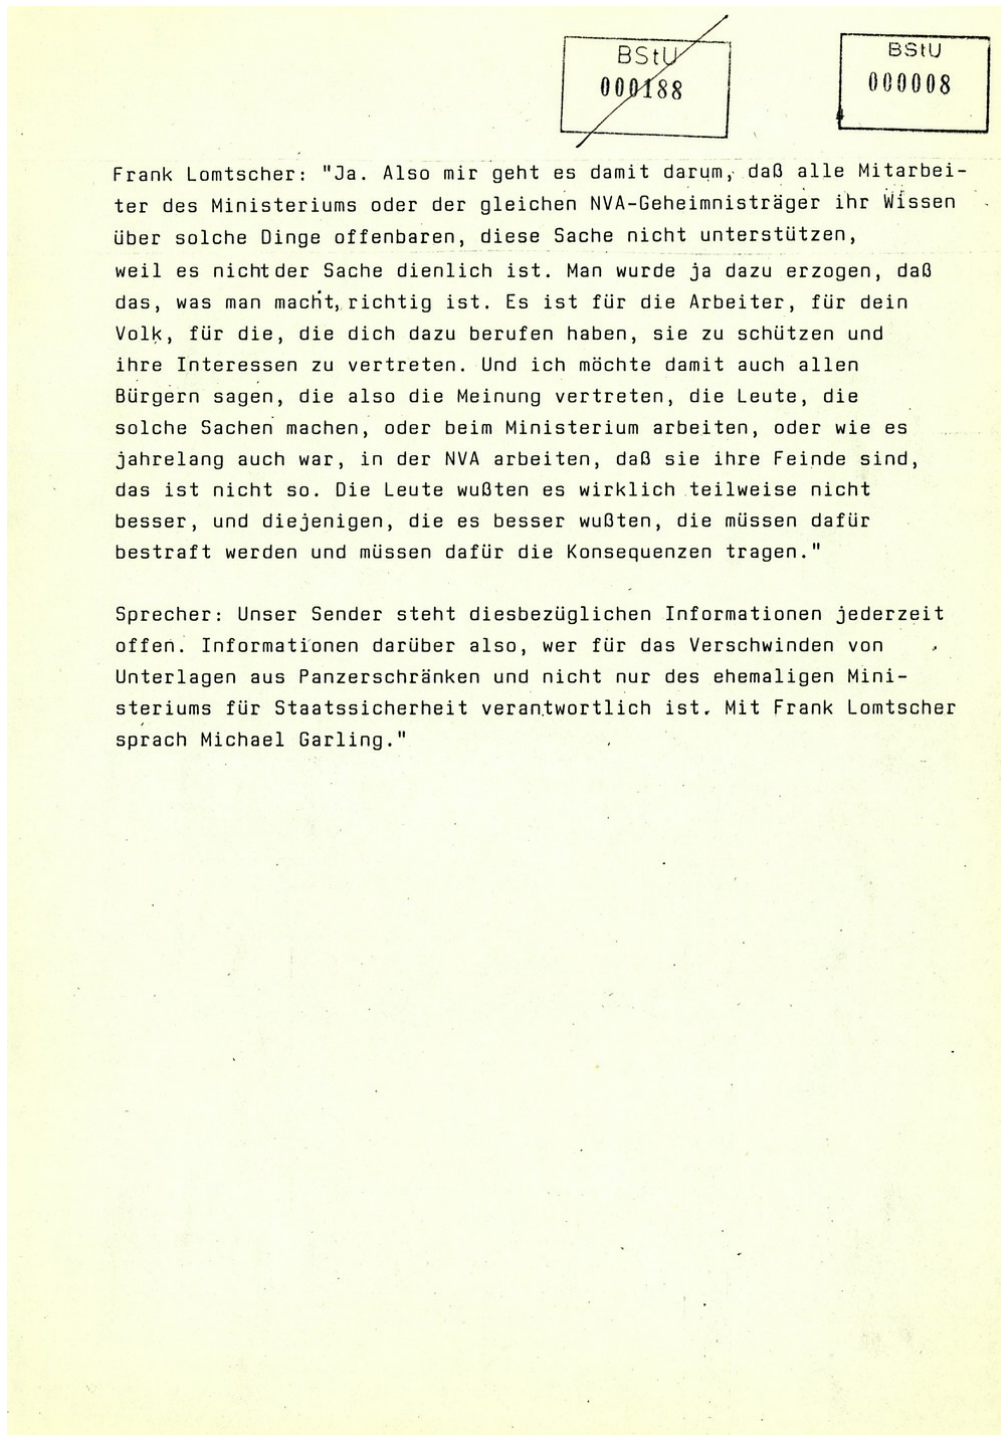 BStU
000188
BStU
000008
Frank Lomtscher: "Ja. Also mir geht es damit darum, daß alle Mitarbei-
ter des Ministeriums oder der gleichen NVA-Geheimnisträger ihr Wissen
über solche Dinge offenbaren, diese Sache nicht unterstützen,
weil es nicht der Sache dienlich ist. Man wurde ja dazu erzogen, daß
das, was man macht, richtig ist. Es ist für die Arbeiter, für dein
Volk, für die, die dich dazu berufen haben, sie zu schützen und
ihre Interessen zu vertreten. Und ich möchte damit auch allen
Bürgern sagen, die also die Meinung vertreten, die Leute, die
solche Sachen machen, oder beim Ministerium arbeiten, oder wie es
jahrelang auch war, in der NVA arbeiten, daß sie ihre Feinde sind,
das ist nicht so. Die Leute wußten es wirklich teilweise nicht
besser, und diejenigen, die es besser wußten, die müssen dafür
bestraft werden und müssen dafür die Konsequenzen tragen."
Sprecher: Unser Sender steht diesbezüglichen Informationen jederzeit
offen. Informationen darüber also, wer für das Verschwinden von
Unterlagen aus Panzerschränken und nicht nur des ehemaligen Mini-
steriums für Staatssicherheit verantwortlich ist. Mit Frank Lomtscher
sprach Michael Garling."